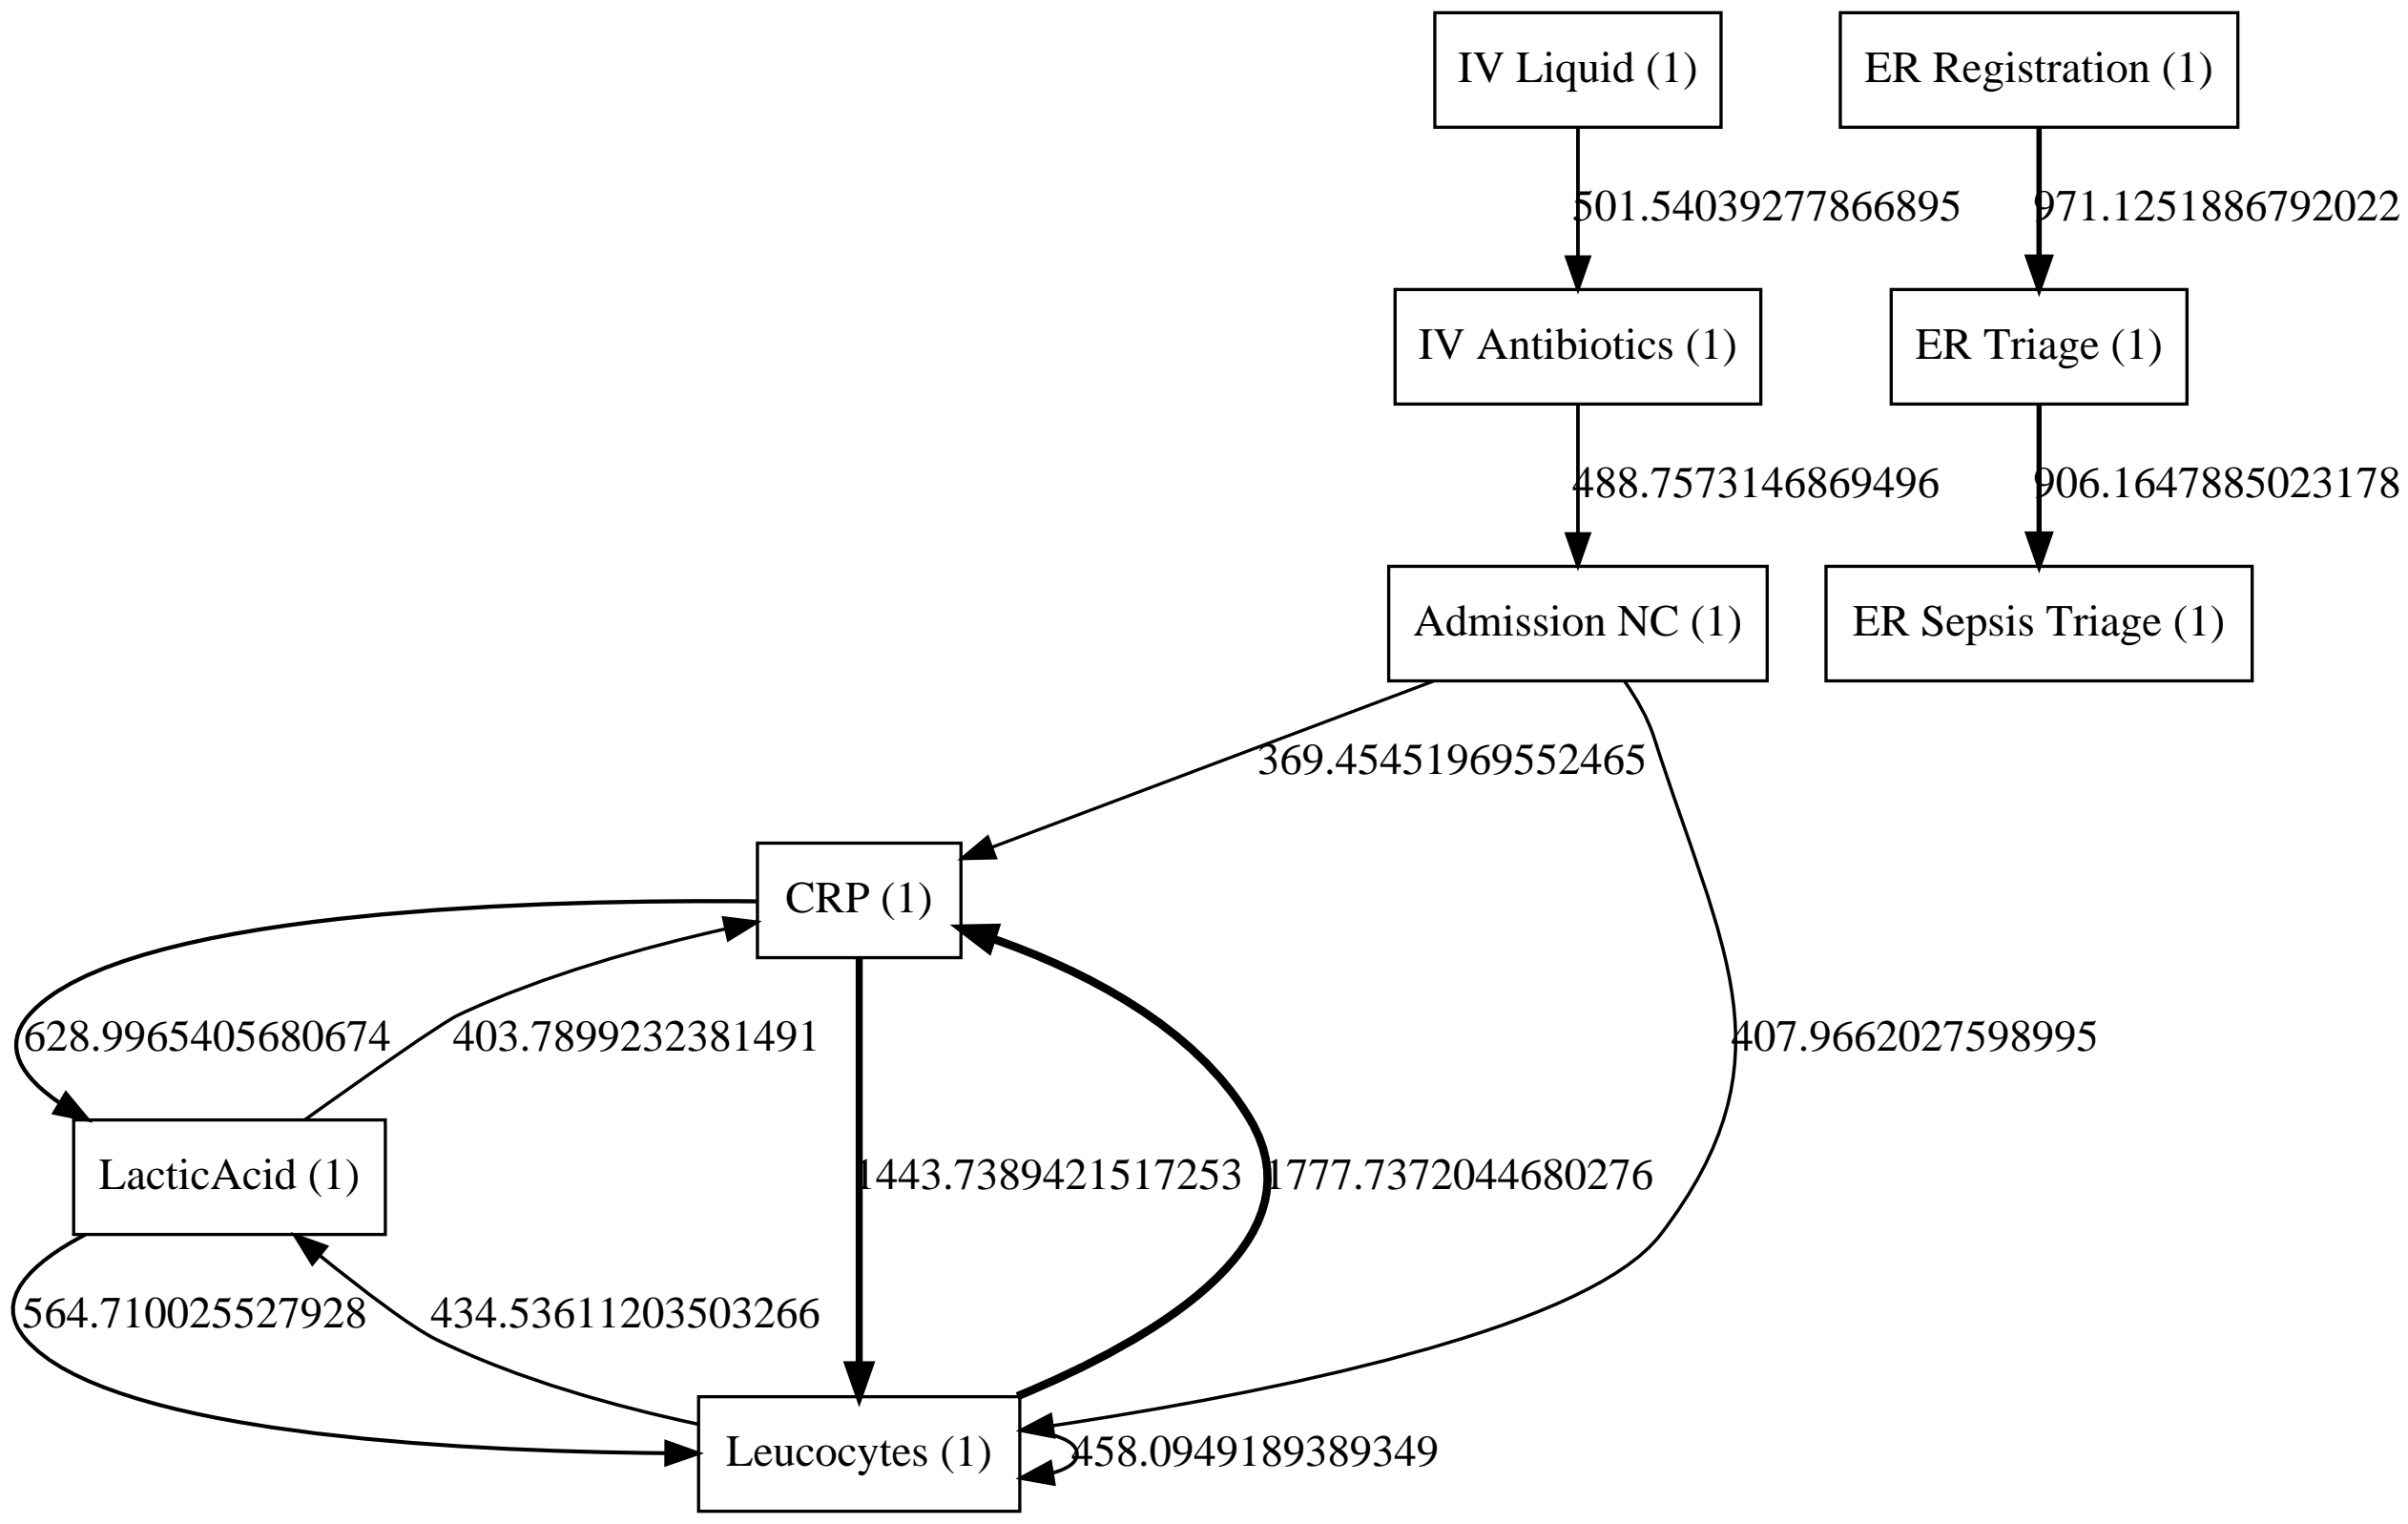 IV Liquid (1)
ER Registration (1)
501.54039277866895
971.1251886792022
IV Antibiotics (1)
ER Triage (1)
488.7573146869496
906.1647885023178
Admission NC (1)
ER Sepsis Triage (1)
369.45451969552465
CRP (1)
628.9965405680674
403.7899232381491
407.9662027598995
LacticAcid (1)
1443.7389421517253
1777.7372044680276
564.710025527928
434.53611203503266
Leucocytes (1)
458.0949189389349